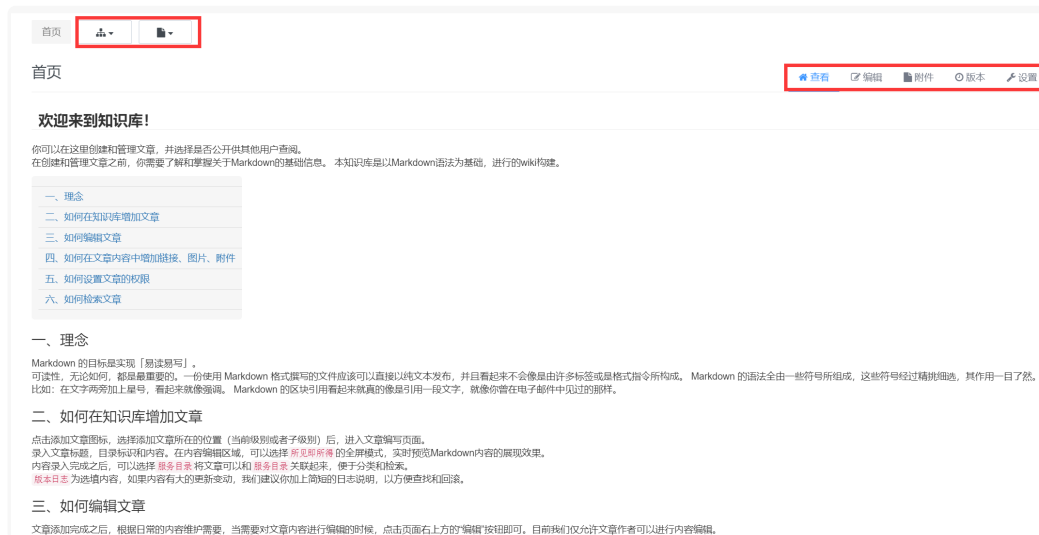 首页
首页
查看 编辑 附件 版本 设置
欢迎来到知识库！
你可以在这里创建和管理文章，并选择是否公开供其他用户查阅。
在创建和管理文章之前，你需要了解和掌握关于Markdown的基础信息。 本知识库是以Markdown语法为基础，进行的wiki构建。
一、理念
二、如何在知识库增加文章
三、如何编辑文章
四、如何在文章内容中增加链接、图片、附件
五、如何设置文章的权限
六、如何检索文章
一、理念
Markdown 的目标是实现「易读易写」。
可读性，无论如何，都是最重要的。一份使用 Markdown 格式撰写的文件应该可以直接以纯文本发布，并且看起来不会像是由许多标签或是格式指令所构成。 Markdown 的语法全由一些符号所组成，这些符号经过精挑细选，其作用一目了然。
比如：在文字两旁加上星号，看起来就像强调。 Markdown 的区块引用看起来就真的像是引用一段文字，就像你曾在电子邮件中见过的那样。
二、如何在知识库增加文章
点击添加文章图标，选择添加文章所在的位置（当前级别或者子级别）后，进入文章编写页面。
录入文章标题，目录标识和内容。在内容编辑区域，可以选择 所见即所得 的全屏模式，实时预览Markdown内容的展现效果。
内容录入完成之后，可以选择 服务目录 将文章可以和 服务目录 关联起来，便于分类和检索。
版本日志 为选填内容，如果内容有大的更新变动，我们建议你加上简短的日志说明，以方便查找和回滚。
三、如何编辑文章
文章添加完成之后，根据日常的内容维护需要，当需要对文章内容进行编辑的时候，点击页面右上方的“编辑”按钮即可。目前我们仅允许文章作者可以进行内容编辑。